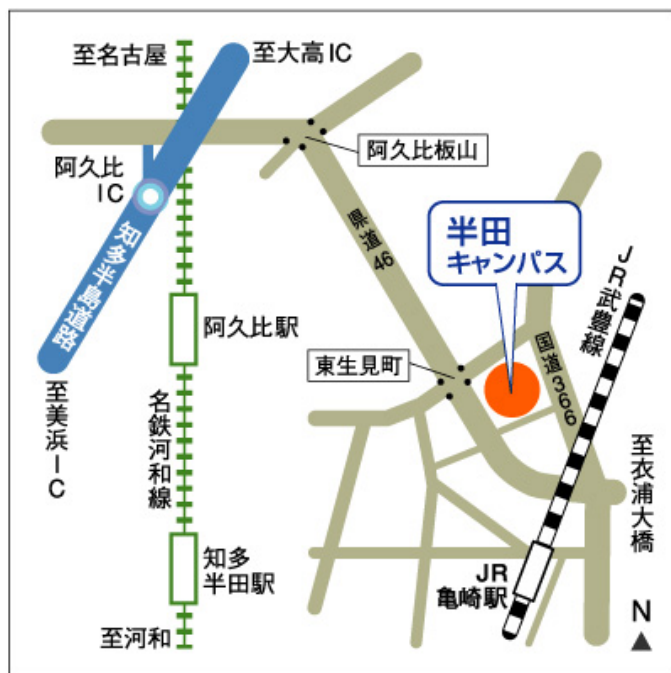 至名古屋
至大高IC
阿久比板山
阿久比
IC
知多半島道路
県道46
半田
キャンパス
JR武豊線
阿久比駅
東生見町
国道366
至美浜IC
名鉄河和線
至衣浦大橋
知多
半田駅
JR
亀崎駅
至河和
N